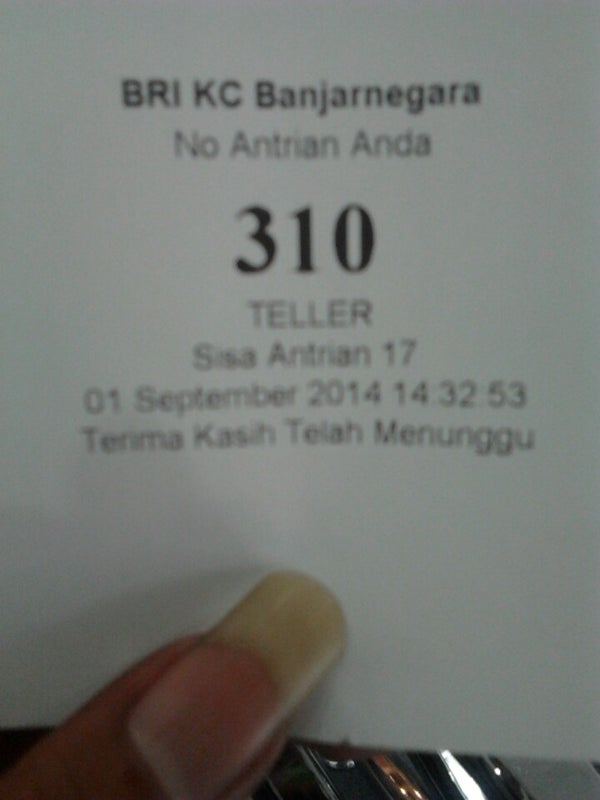 BRI KC Banjarnegara
No Antrian Anda
310
TELLER
Sisa Antrian 17
01 September 2014 14:32:53
Terima Kasih Telah Menunggu